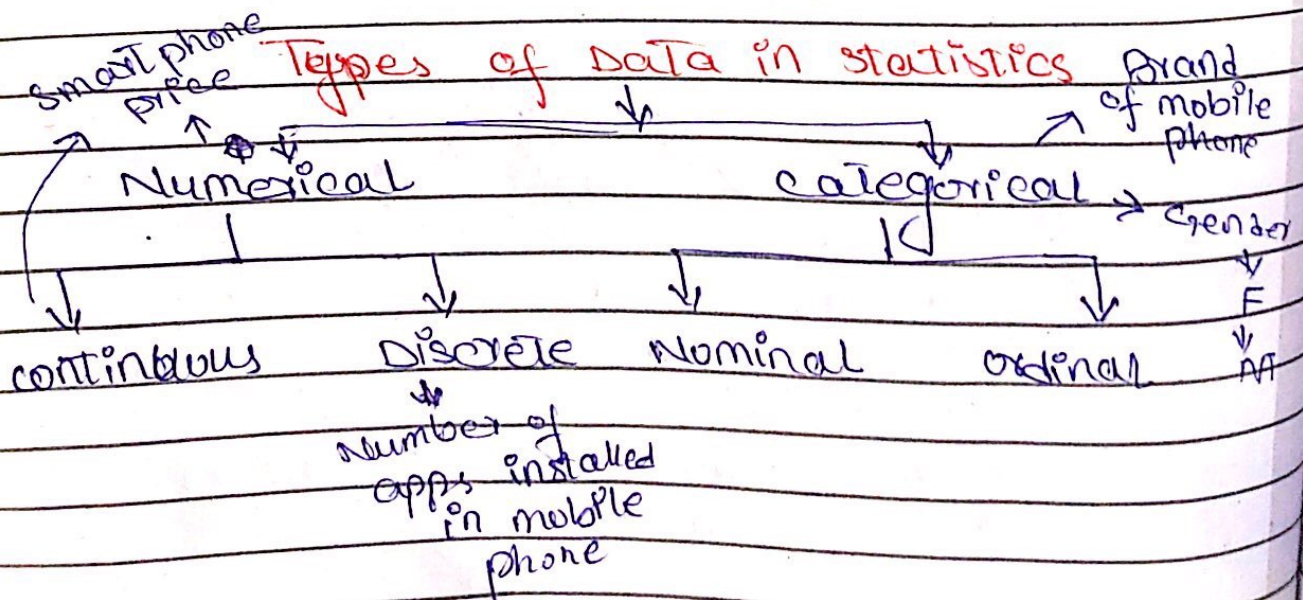 Types of Data in statistics
smart phone
price
Brand
of mobile
phone
Numerical
categorical
Gender
F
M
continuous
Discrete
Nominal
ordinal
Number of
apps installed
in mobile
phone